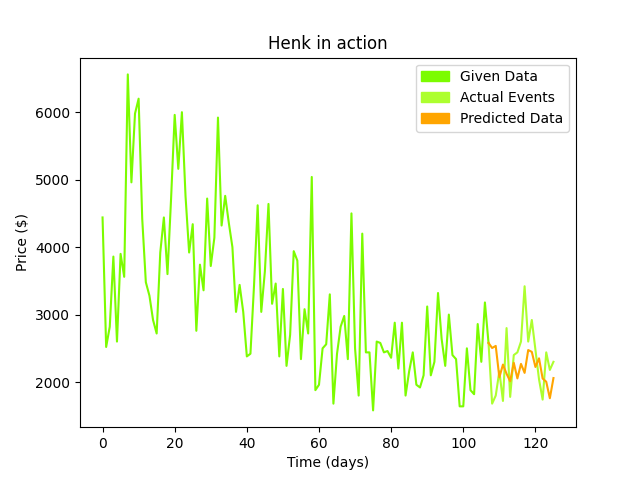 Henk in action
Given Data
Actual Events
Predicted Data
Price ($)
6000
5000
4000
3000
2000
0 20 40 60 80 100 120
Time (days)